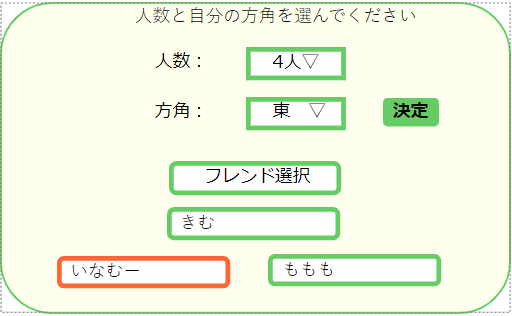 人数と自分の方角を選んでください
人数： 4人▽
方角： 東 ▽ 決定
フレンド選択
きむ
いなむー ももも